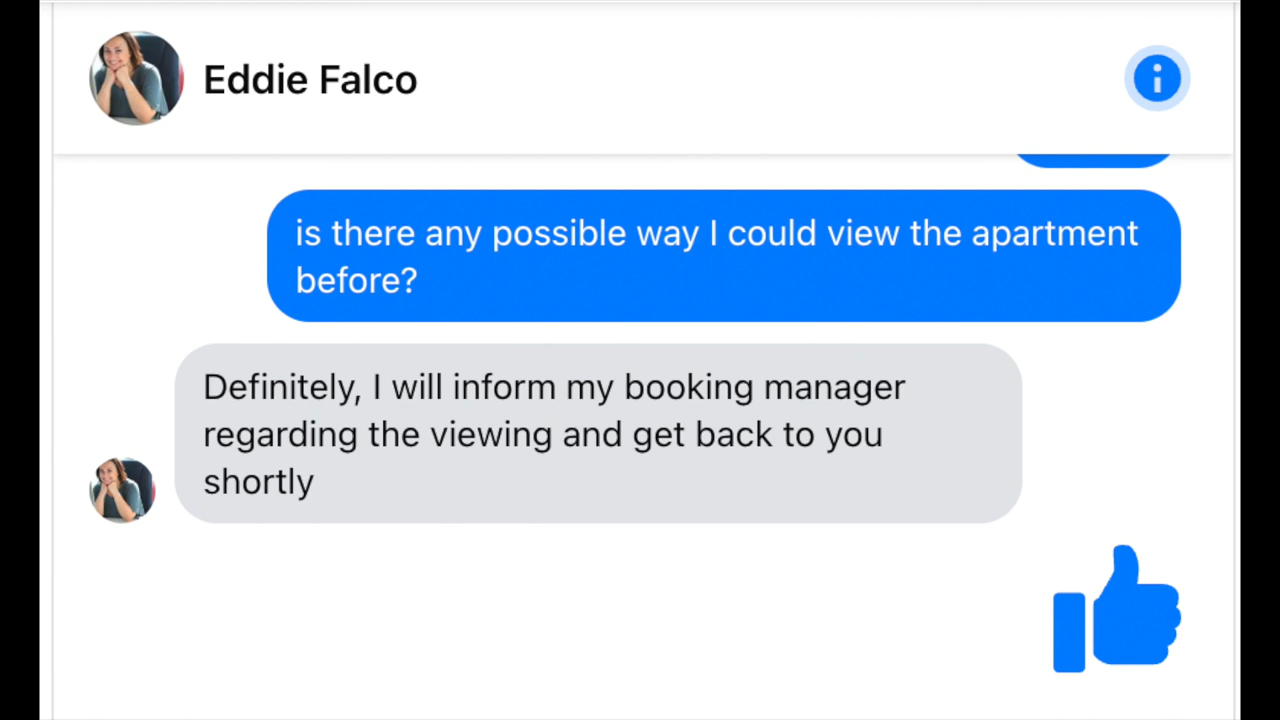 Eddie Falco
is there any possible way I could view the apartment
before?
Definitely, I will inform my booking manager
regarding the viewing and get back to you
shortly